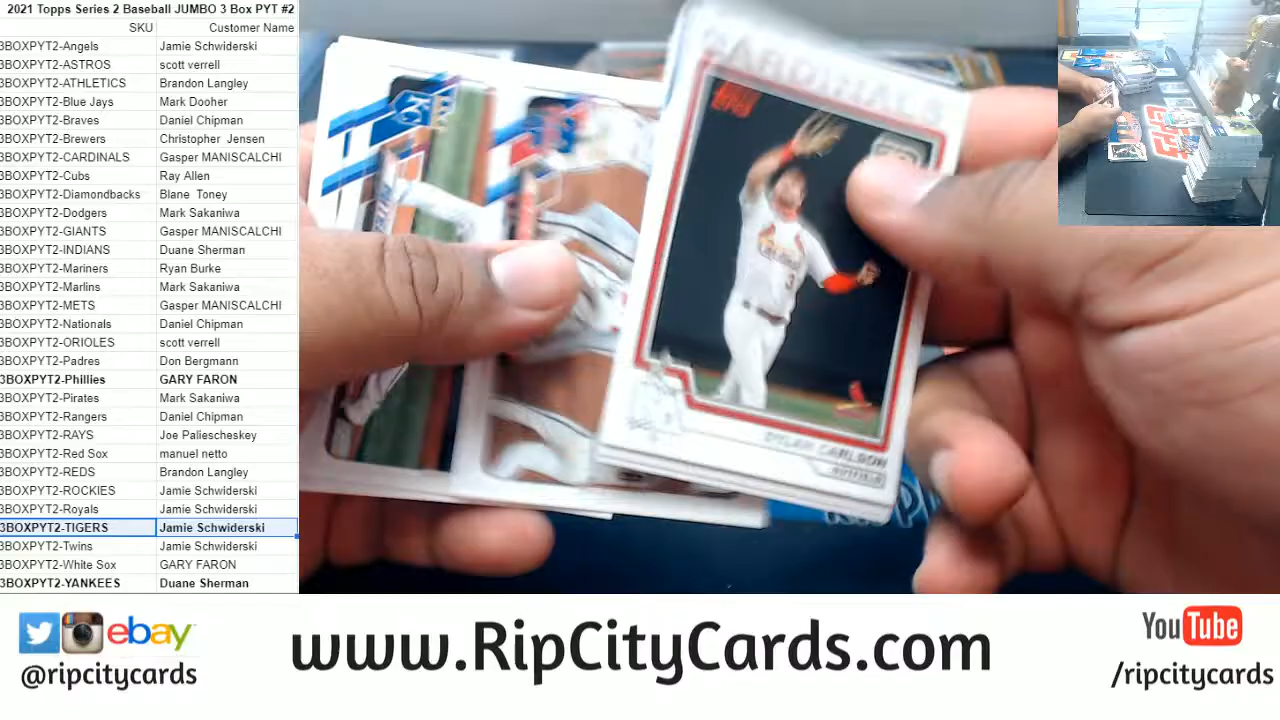 2021 Topps Series 2 Baseball JUMBO 3 Box PYT #2
SKU Customer Name
3BOXPYT2-Angels Jamie Schwiderski
3BOXPYT2-ASTROS scott verrell
3BOXPYT2-ATHLETICS Brandon Langley
3BOXPYT2-Blue Jays Mark Dooher
3BOXPYT2-Braves Daniel Chipman
3BOXPYT2-Brewers Christopher Jensen
3BOXPYT2-CARDINALS Gasper MANISCALCHI
3BOXPYT2-Cubs Ray Allen
3BOXPYT2-Diamondbacks Blane Toney
3BOXPYT2-Dodgers Mark Sakaniwa
3BOXPYT2-GIANTS Gasper MANISCALCHI
3BOXPYT2-INDIANS Duane Sherman
3BOXPYT2-Mariners Ryan Burke
3BOXPYT2-Marlins Mark Sakaniwa
3BOXPYT2-METS Gasper MANISCALCHI
3BOXPYT2-Nationals Daniel Chipman
3BOXPYT2-ORIOLES scott verrell
3BOXPYT2-Padres Don Bergmann
3BOXPYT2-Phillies GARY FARON
3BOXPYT2-Pirates Mark Sakaniwa
3BOXPYT2-Rangers Daniel Chipman
3BOXPYT2-RAYS Joe Paliescheskey
3BOXPYT2-Red Sox manuel netto
3BOXPYT2-REDS Brandon Langley
3BOXPYT2-ROCKIES Jamie Schwiderski
3BOXPYT2-Royals Jamie Schwiderski
3BOXPYT2-TIGERS Jamie Schwiderski
3BOXPYT2-Twins Jamie Schwiderski
3BOXPYT2-White Sox GARY FARON
3BOXPYT2-YANKEES Duane Sherman
CARDINALS
Topps
Cardinals
3
DYLAN CARLSON
OUTFIELD
KC
ebay
@ripcitycards
www.RipCityCards.com
YouTube
/ripcitycards